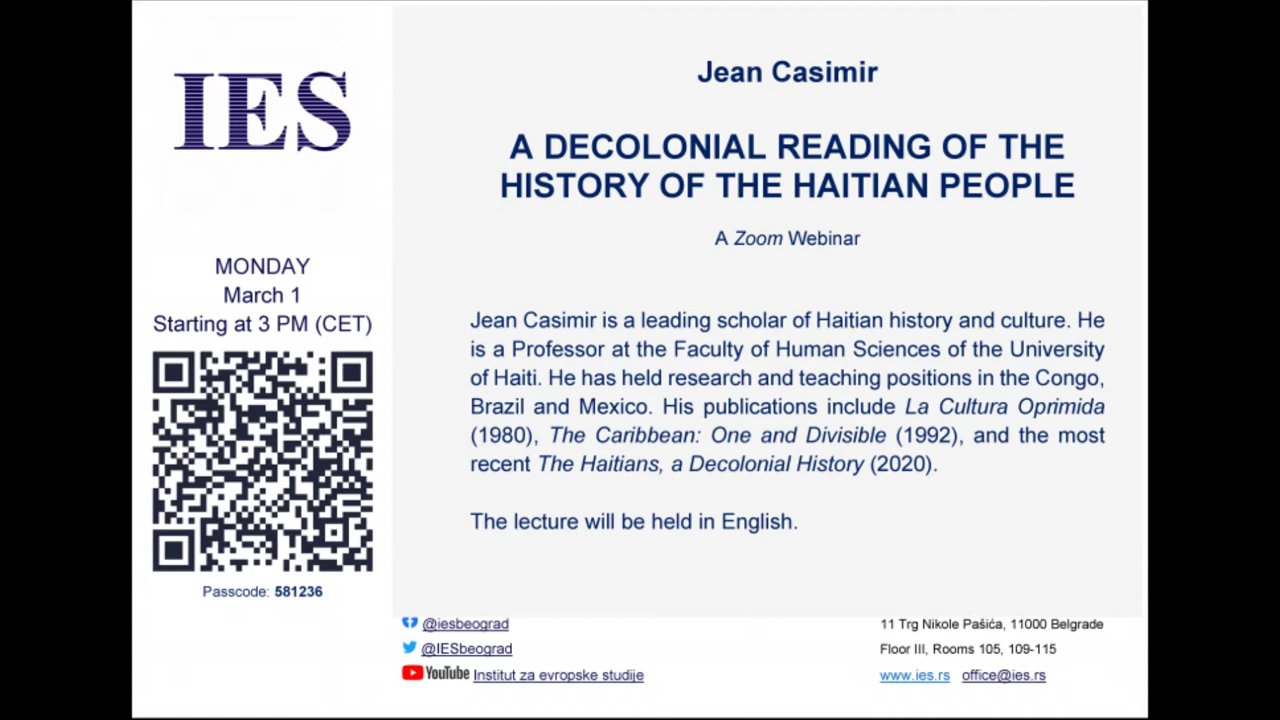 IES
MONDAY
March 1
Starting at 3 PM (CET)
Passcode: 581236
Jean Casimir
A DECOLONIAL READING OF THE
HISTORY OF THE HAITIAN PEOPLE
A Zoom Webinar
Jean Casimir is a leading scholar of Haitian history and culture. He
is a Professor at the Faculty of Human Sciences of the University
of Haiti. He has held research and teaching positions in the Congo,
Brazil and Mexico. His publications include La Cultura Oprimida
(1980), The Caribbean: One and Divisible (1992), and the most
recent The Haitians, a Decolonial History (2020).
The lecture will be held in English.
@iesbeograd
@IESbeograd
YouTube Institut za evropske studije
11 Trg Nikole Pašića, 11000 Belgrade
Floor III, Rooms 105, 109-115
www.ies.rs office@ies.rs